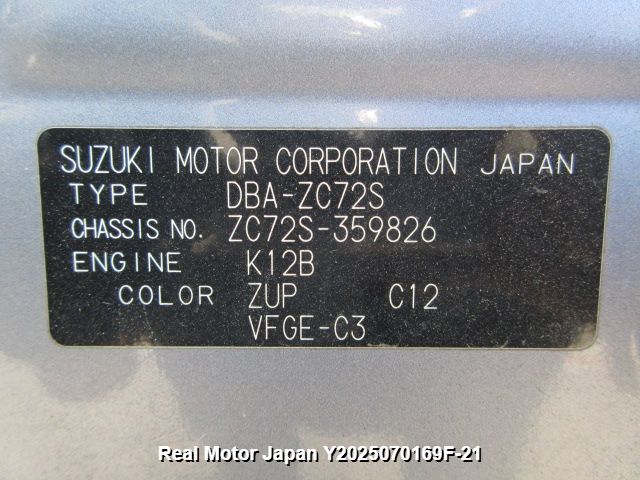 SUZUKI MOTOR CORPORATION JAPAN
TYPE DBA-ZC72S
CHASSIS NO. ZC72S-359826
ENGINE K12B
COLOR ZUP C12
VFGE-C3
Real Motor Japan Y2025070169F-21